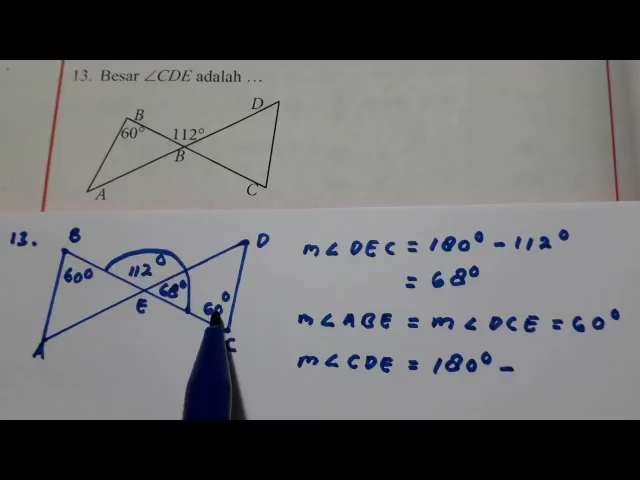 13. Besar ∠CDE adalah ...
D
B
60° 112°
B
A
C
13. B
D
60° 112°
68°
E
60°
A
C
m∠DEC = 180° - 112°
= 68°
m∠ABE = m∠DCE = 60°
m∠CDE = 180° -